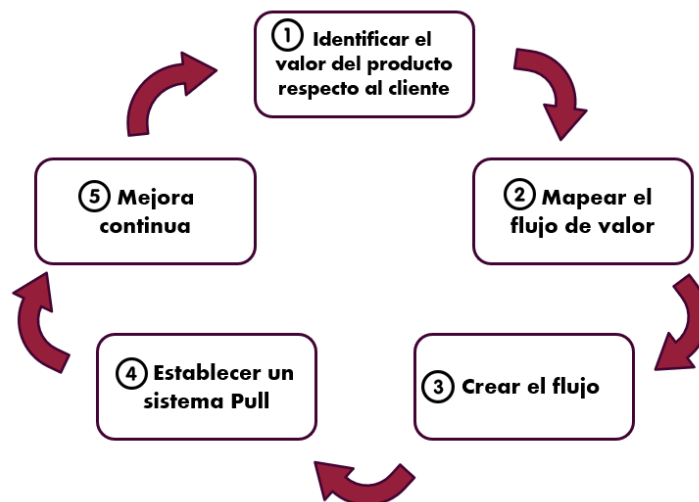 ① Identificar el
valor del producto
respecto al cliente
② Mapear el
flujo de valor
③ Crear el flujo
④ Establecer un
sistema Pull
⑤ Mejora
continua